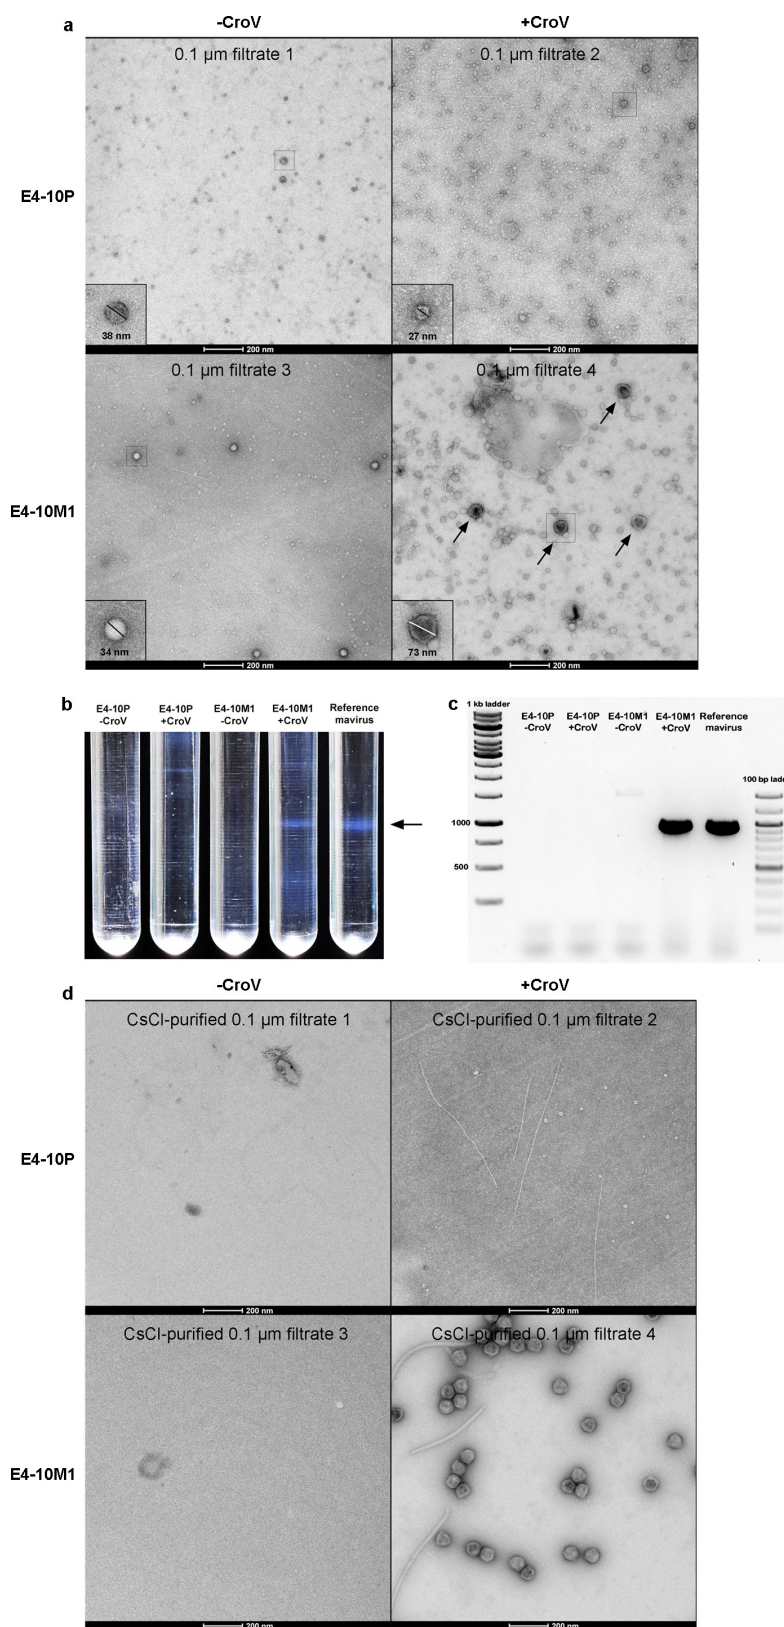 a
-CroV
+CroV
0.1 µm filtrate 1
0.1 µm filtrate 2
E4-10P
38 nm
27 nm
200 nm
200 nm
0.1 µm filtrate 3
0.1 µm filtrate 4
E4-10M1
34 nm
73 nm
200 nm
200 nm
b
E4-10P
-CroV
E4-10P
+CroV
E4-10M1
-CroV
E4-10M1
+CroV
Reference
mavirus
c
1 kb ladder
E4-10P
-CroV
E4-10P
+CroV
E4-10M1
-CroV
E4-10M1
+CroV
Reference
mavirus
100 bp ladd
1000
500
d
-CroV
+CroV
CsCl-purified 0.1 µm filtrate 1
CsCl-purified 0.1 µm filtrate 2
E4-10P
200 nm
200 nm
CsCl-purified 0.1 µm filtrate 3
CsCl-purified 0.1 µm filtrate 4
E4-10M1
200 nm
200 nm